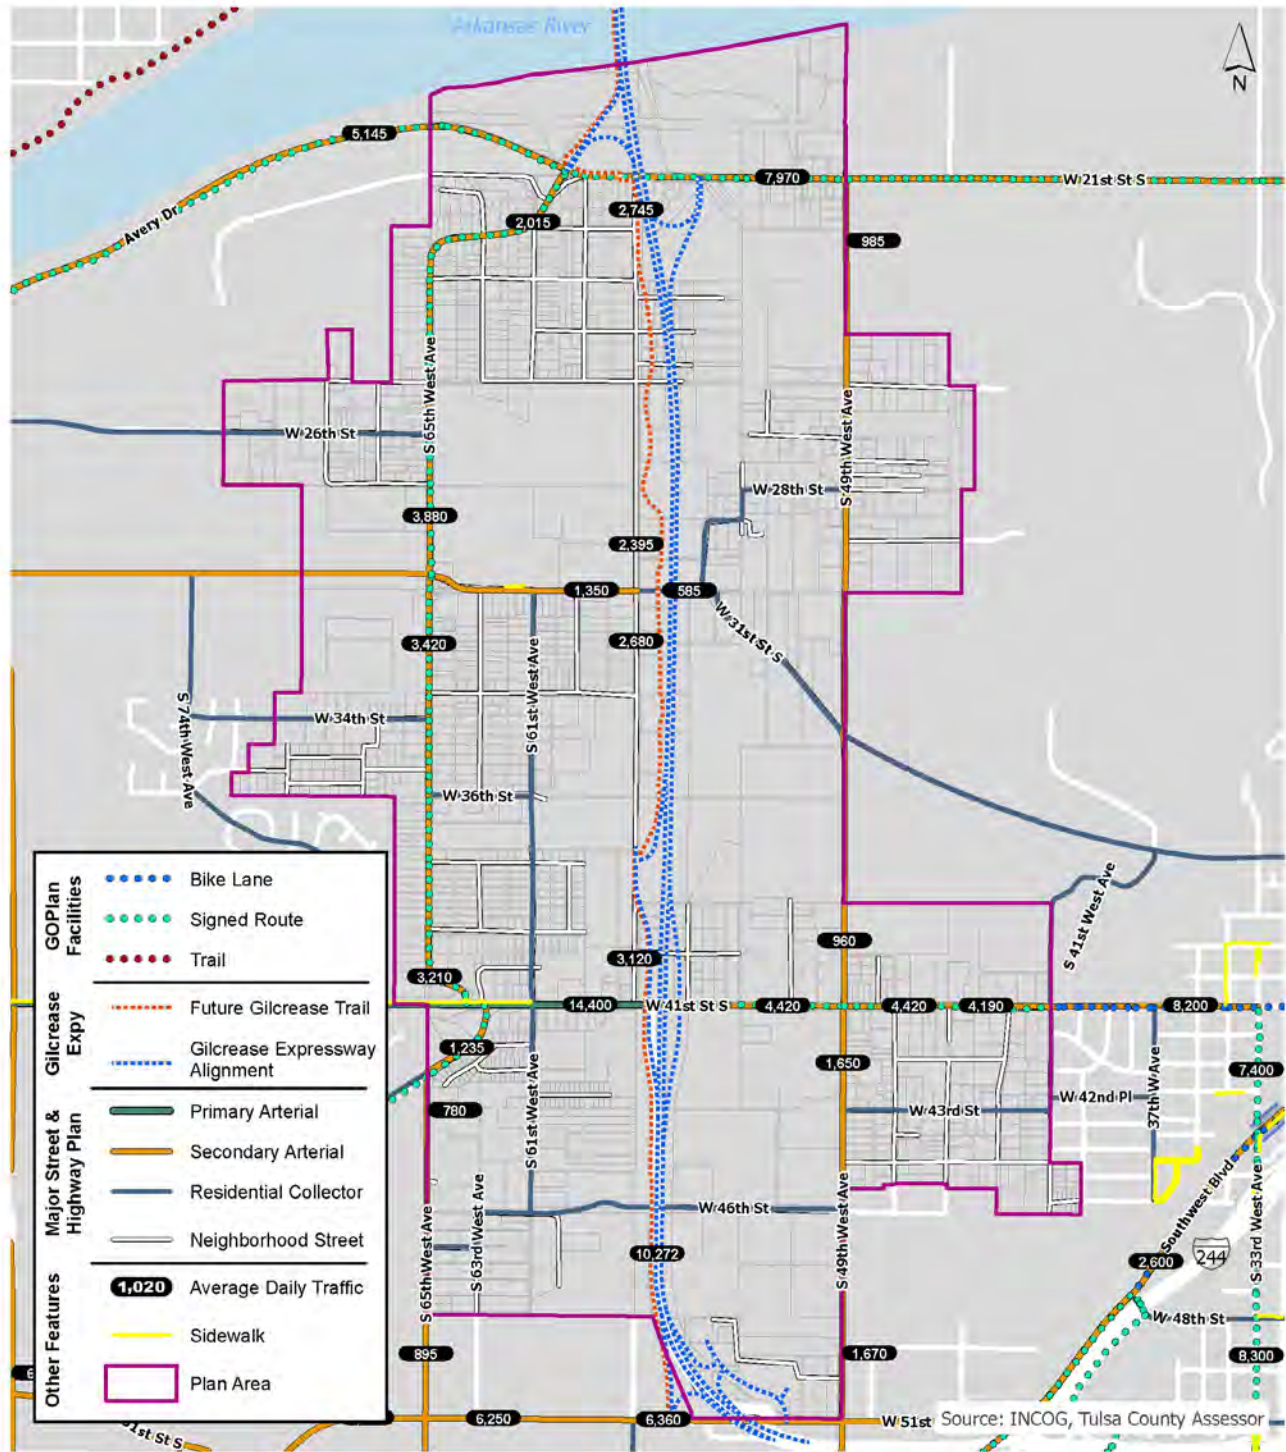 Arkansas River
N
5,145
7,970
W 21st St S
Avery Dr
2,015
2,745
985
S 65th West Ave
W 26th St
S 49th West Ave
W 28th St
3,880
2,395
1,350
585
W 31st St S
3,420
2,680
S 61st West Ave
S 74th West Ave
W 34th St
W 36th St
S 41st West Ave
960
3,120
3,210
14,400
W 41st St S
4,420
4,420
4,190
8,200
1,235
1,650
7,400
780
W 43rd St
W 42nd Pl
37th W Ave
S 61st West Ave
S 63rd West Ave
W 46th St
S 49th West Ave
Southwest Blvd
S 33rd West Ave
10,272
2,600
244
S 65th West Ave
W 48th St
895
1,670
8,300
6,250
6,360
W 51st
51st St S
GOPlan
Facilities
Bike Lane
Signed Route
Trail
Gilcrease
Expy
Future Gilcrease Trail
Gilcrease Expressway
Alignment
Major Street &
Highway Plan
Primary Arterial
Secondary Arterial
Residential Collector
Neighborhood Street
Other Features
1,020
Average Daily Traffic
Sidewalk
Plan Area
Source: INCOG, Tulsa County Assessor